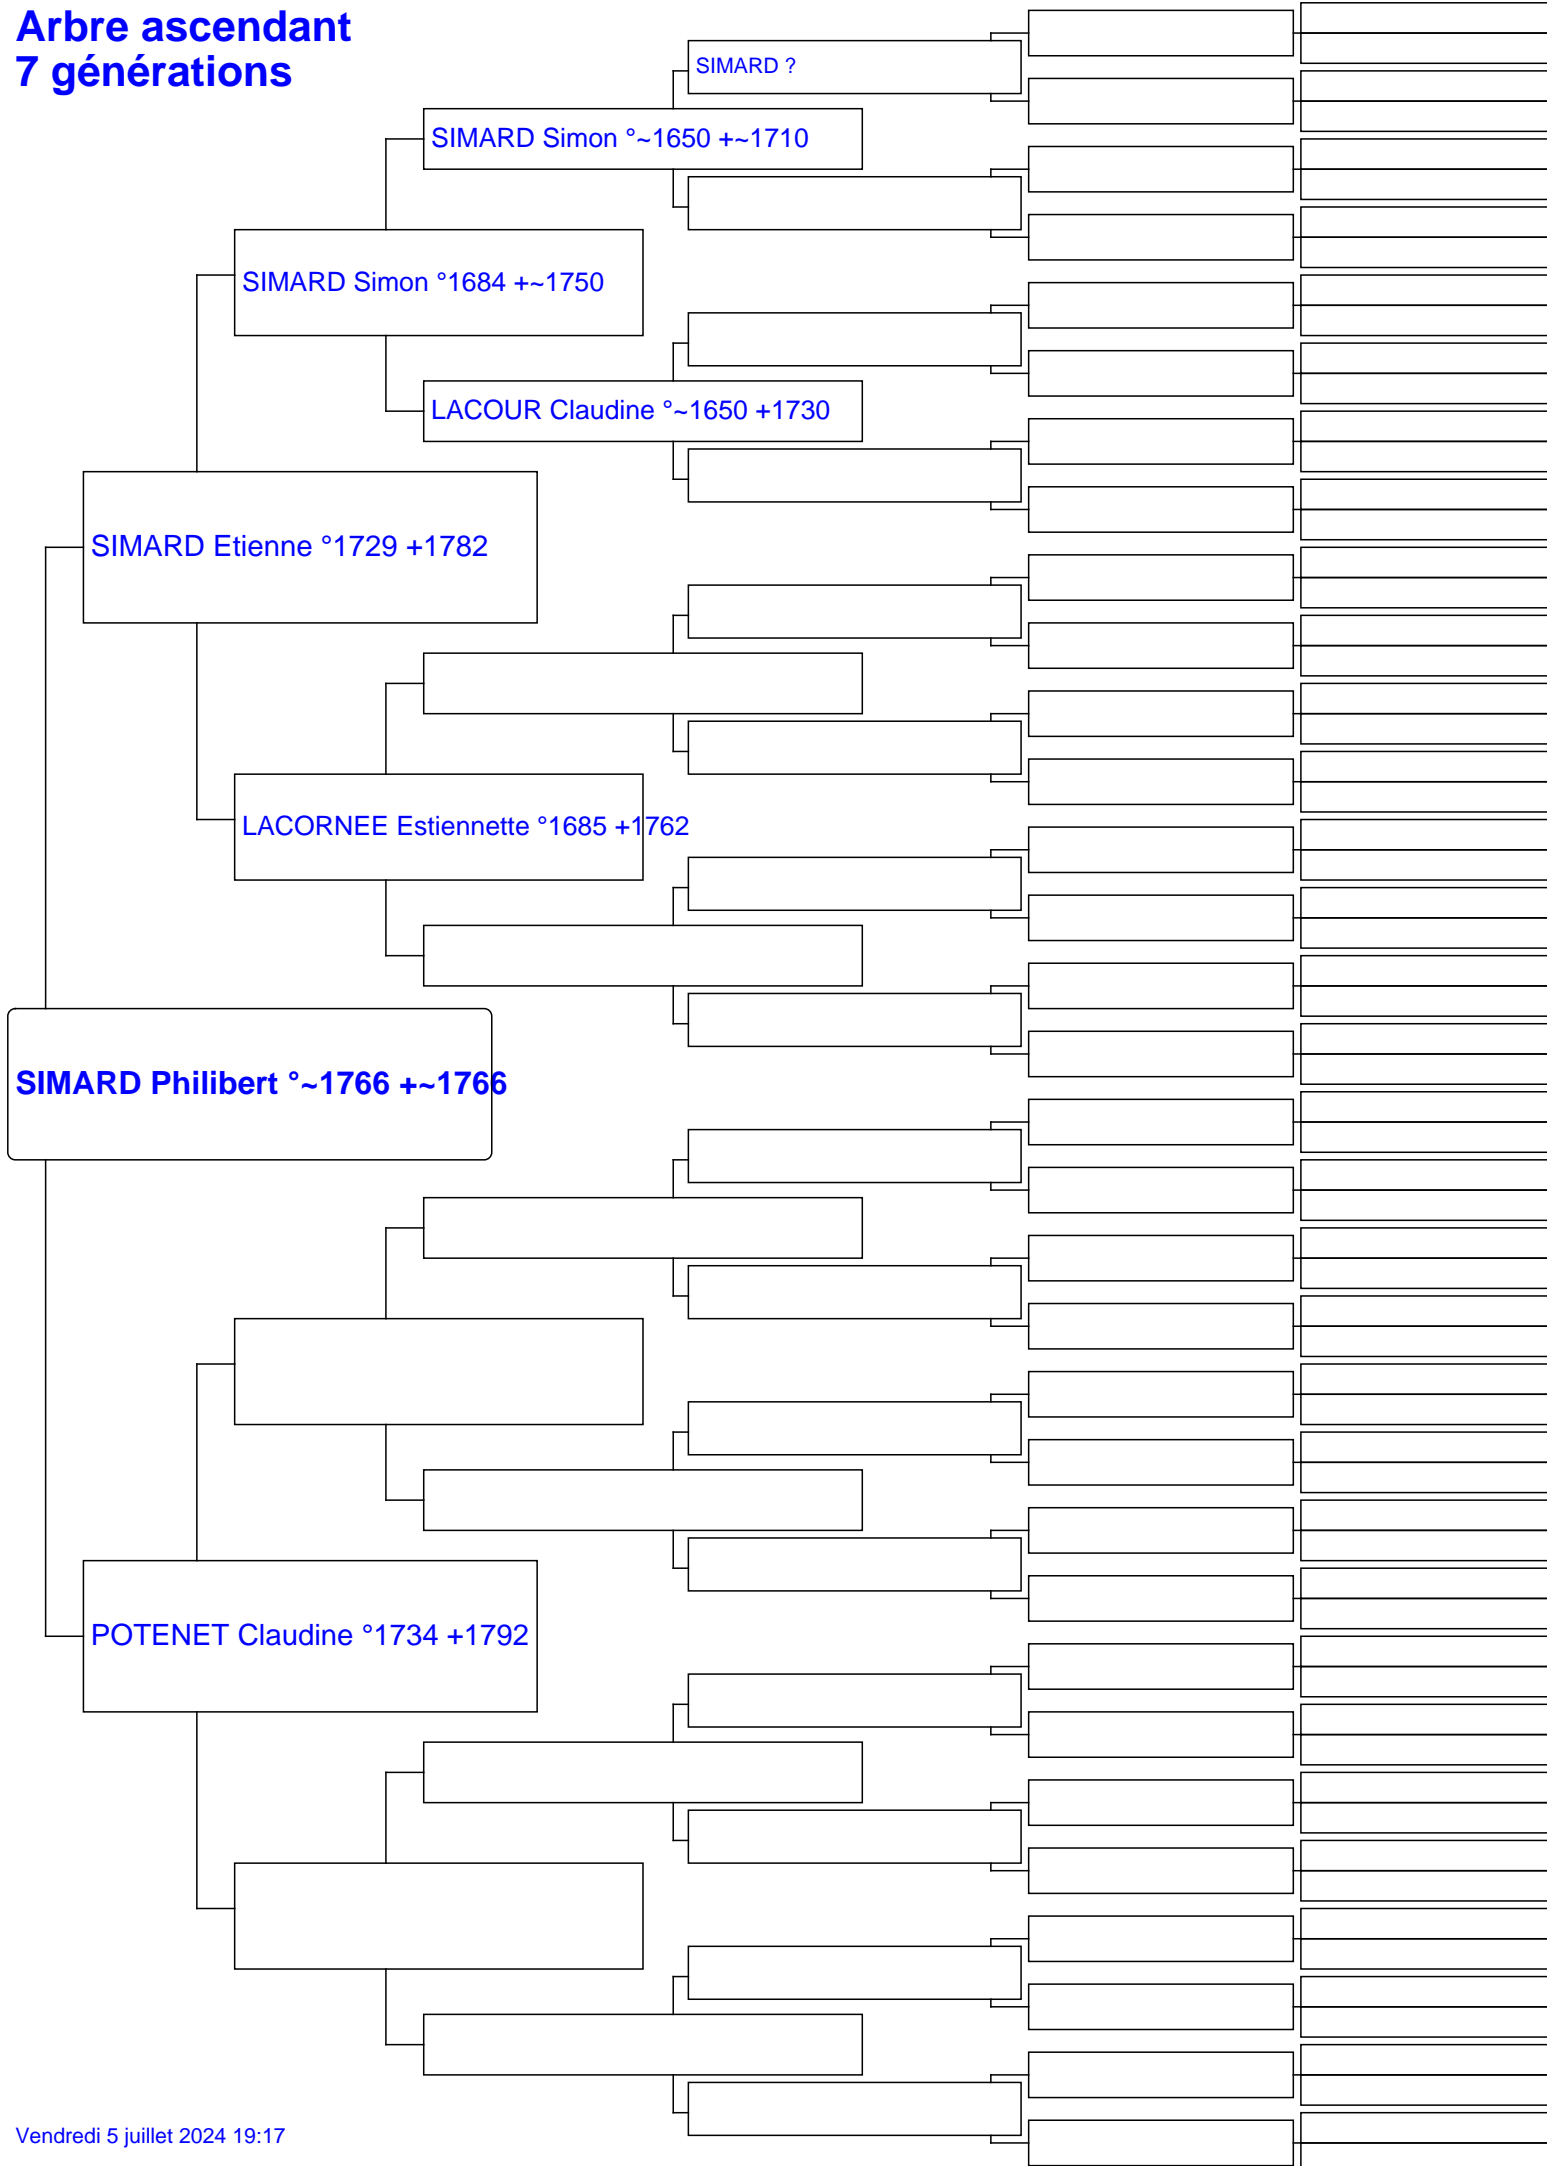 Arbre ascendant
7 générations
SIMARD ?
SIMARD Simon °~1650 +~1710
SIMARD Simon °1684 +~1750
LACOUR Claudine °~1650 +1730
SIMARD Etienne °1729 +1782
LACORNEE Estiennette °1685 +1762
SIMARD Philibert °~1766 +~1766
POTENET Claudine °1734 +1792
Vendredi 5 juillet 2024 19:17